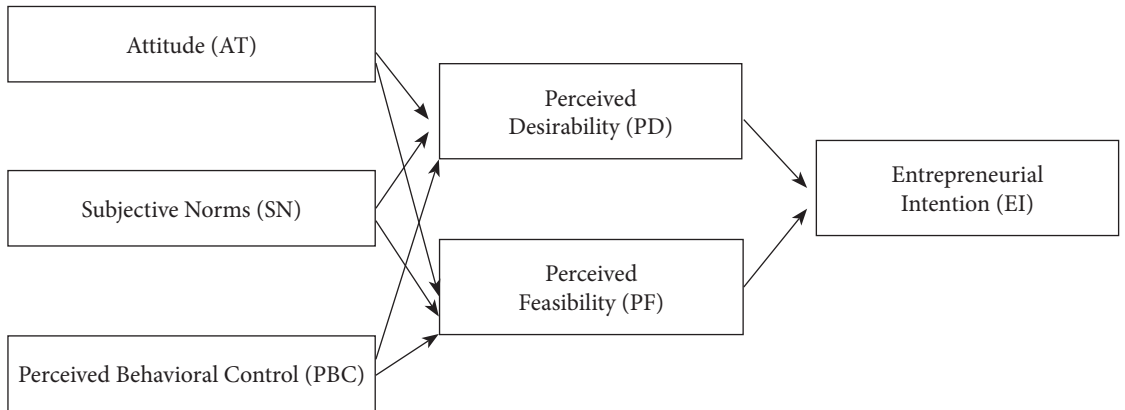 Attitude (AT)
Subjective Norms (SN)
Perceived Behavioral Control (PBC)
Perceived
Desirability (PD)
Perceived
Feasibility (PF)
Entrepreneurial
Intention (EI)